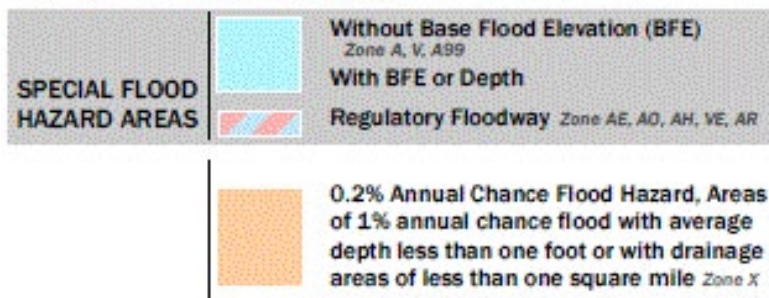 SPECIAL FLOOD
HAZARD AREAS
Without Base Flood Elevation (BFE)
Zone A, V, A99
With BFE or Depth
Regulatory Floodway Zone AE, AO, AH, VE, AR
0.2% Annual Chance Flood Hazard, Areas
of 1% annual chance flood with average
depth less than one foot or with drainage
areas of less than one square mile Zone X